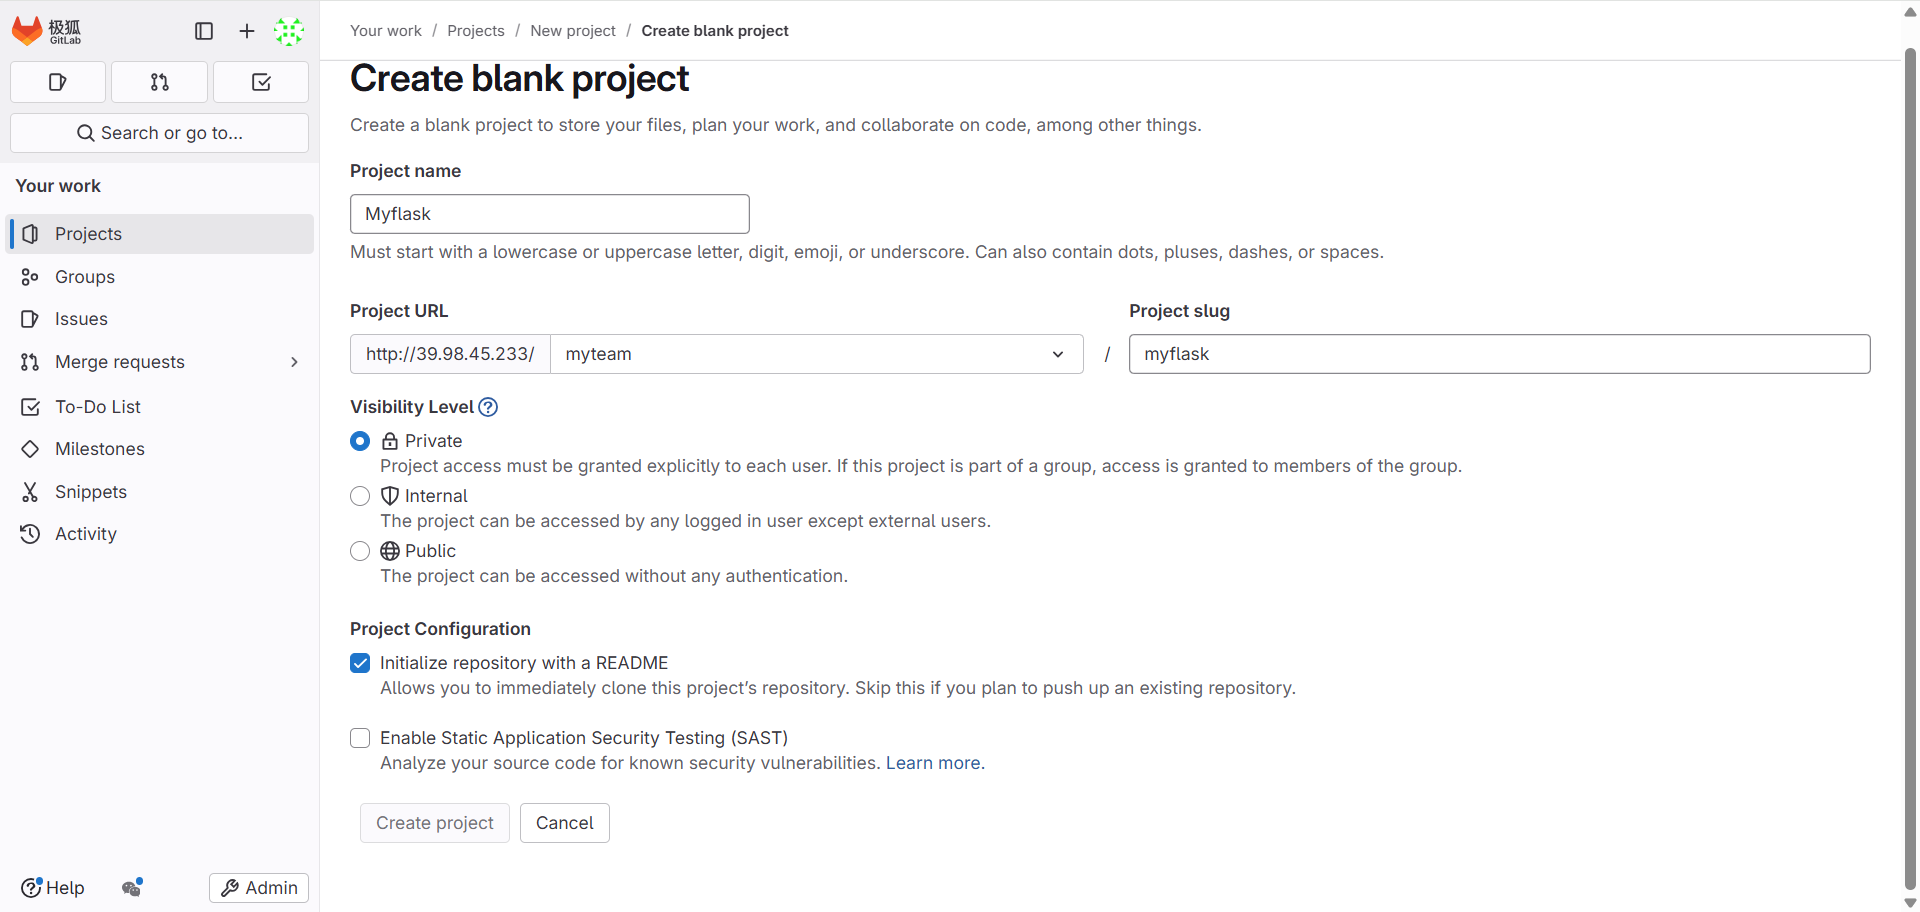 极狐
GitLab
Search or go to...
Your work
Projects
Groups
Issues
Merge requests
To-Do List
Milestones
Snippets
Activity
Help
Admin
Your work / Projects / New project / Create blank project
Create blank project
Create a blank project to store your files, plan your work, and collaborate on code, among other things.
Project name
Myflask
Must start with a lowercase or uppercase letter, digit, emoji, or underscore. Can also contain dots, pluses, dashes, or spaces.
Project URL
Project slug
http://39.98.45.233/ myteam / myflask
Visibility Level
Private
Project access must be granted explicitly to each user. If this project is part of a group, access is granted to members of the group.
Internal
The project can be accessed by any logged in user except external users.
Public
The project can be accessed without any authentication.
Project Configuration
Initialize repository with a README
Allows you to immediately clone this project’s repository. Skip this if you plan to push up an existing repository.
Enable Static Application Security Testing (SAST)
Analyze your source code for known security vulnerabilities. Learn more.
Create project
Cancel